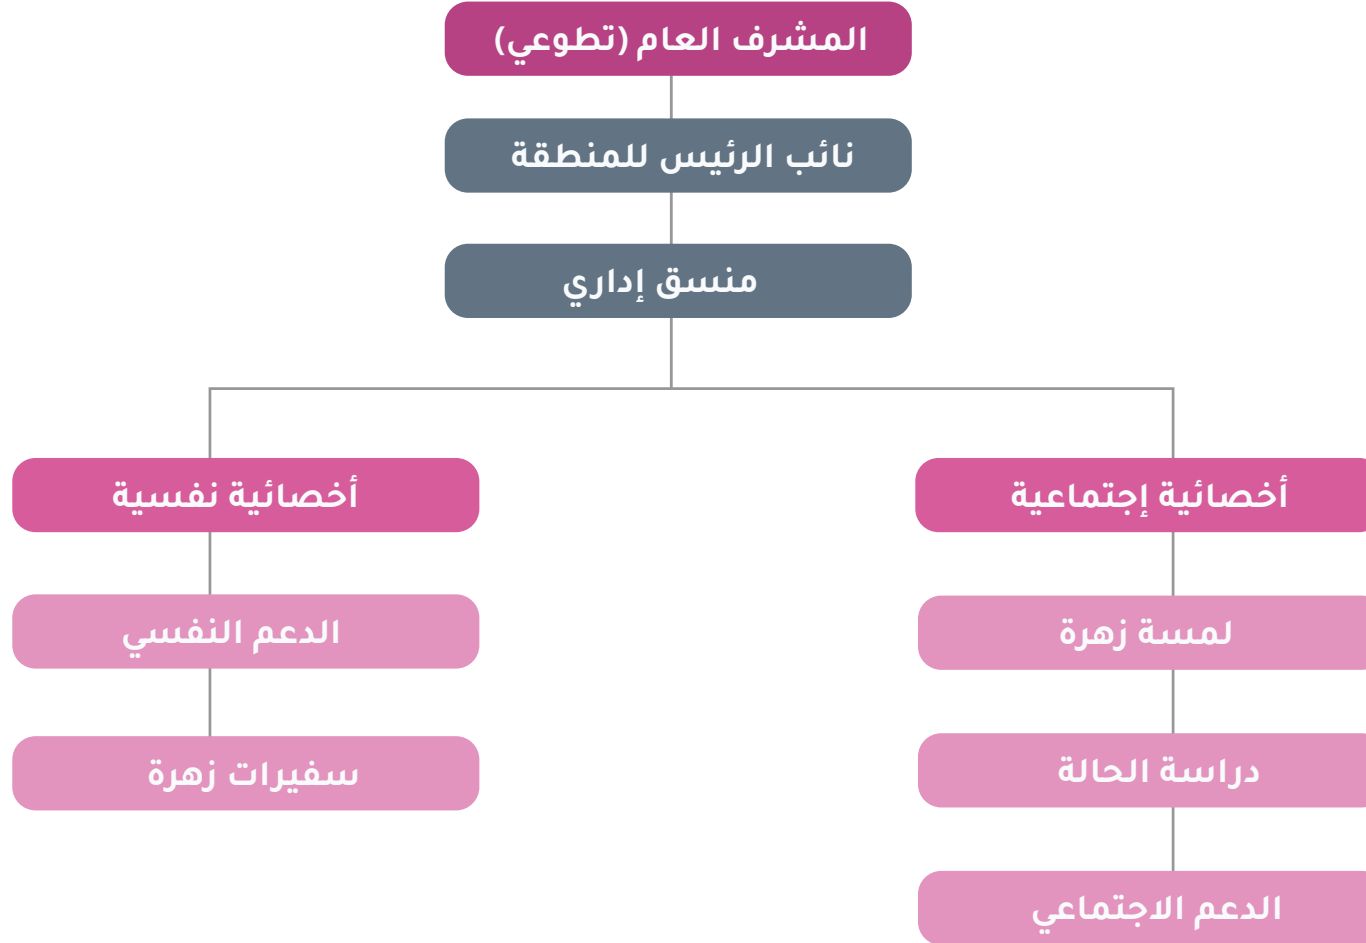 المشرف العام (تطوعي)
نائب الرئيس للمنطقة
منسق إداري
أخصائية إجتماعية
أخصائية نفسية
لمسة زهرة
الدعم النفسي
دراسة الحالة
سفيرات زهرة
الدعم الاجتماعي